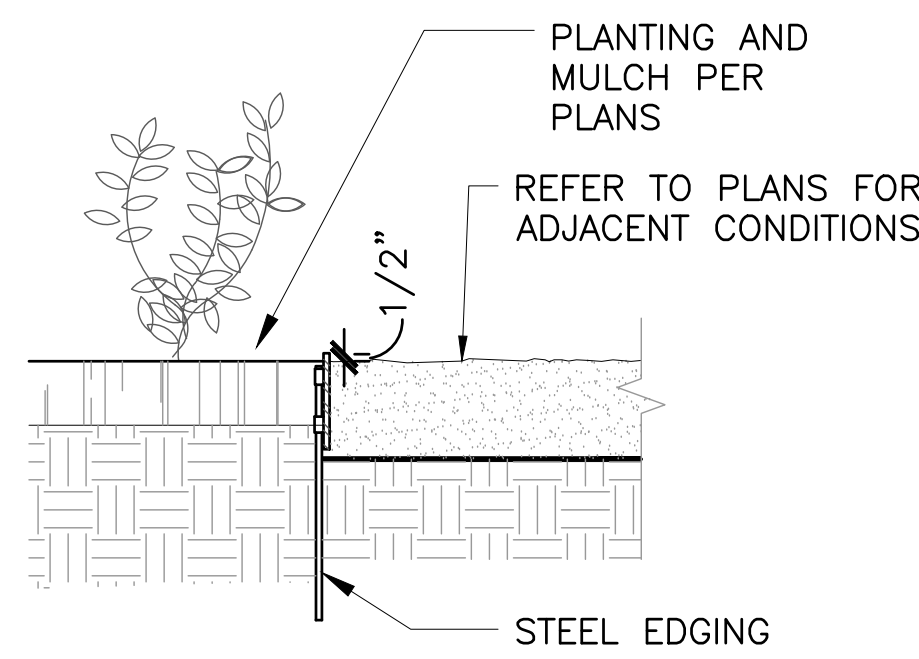 PLANTING AND
MULCH PER
PLANS
REFER TO PLANS FOR
ADJACENT CONDITIONS
1/2"
STEEL EDGING